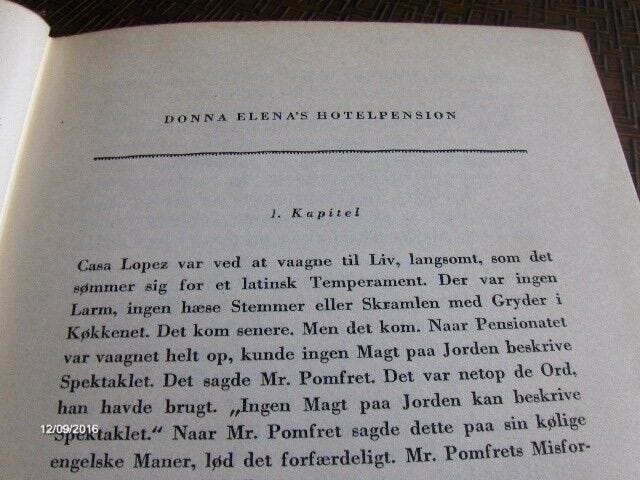 DONNA ELENA'S HOTELPENSION
1. Kapitel
Casa Lopez var ved at vaagne til Liv, langsomt, som det
sømmer sig for et latinsk Temperament. Der var ingen
Larm, ingen hæse Stemmer eller Skramlen med Gryder i
Køkkenet. Det kom senere. Men det kom. Naar Pensionatet
var vaagnet helt op, kunde ingen Magt paa Jorden beskrive
Spektaklet. Det sagde Mr. Pomfret. Det var netop de Ord,
han havde brugt. „Ingen Magt paa Jorden kan beskrive
Spektaklet.“ Naar Mr. Pomfret sagde dette paa sin kølige
engelske Maner, lød det forfærdeligt. Mr. Pomfrets Misfor-
12/09/2016